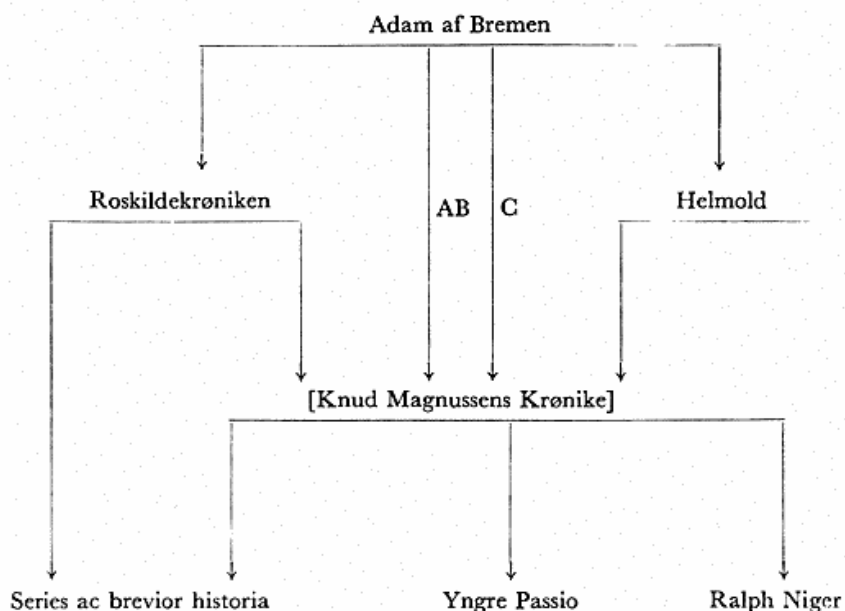 Adam af Bremen
Roskildekrøniken
AB
C
Helmold
[Knud Magnussens Krønike]
Series ac brevior historia
Yngre Passio
Ralph Niger